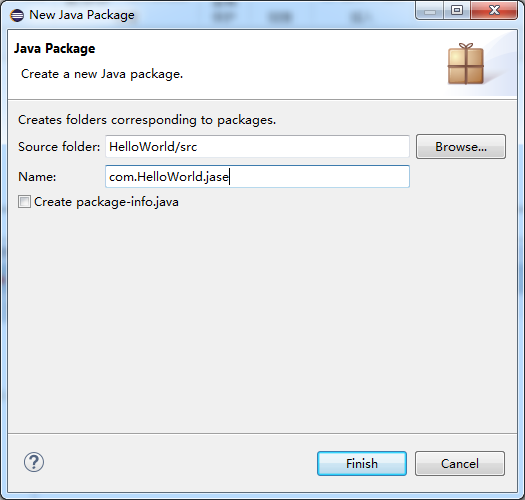 New Java Package
Java Package
Create a new Java package.
Creates folders corresponding to packages.
Source folder: HelloWorld/src Browse...
Name: com.HelloWorld.jase
Create package-info.java
? Finish Cancel